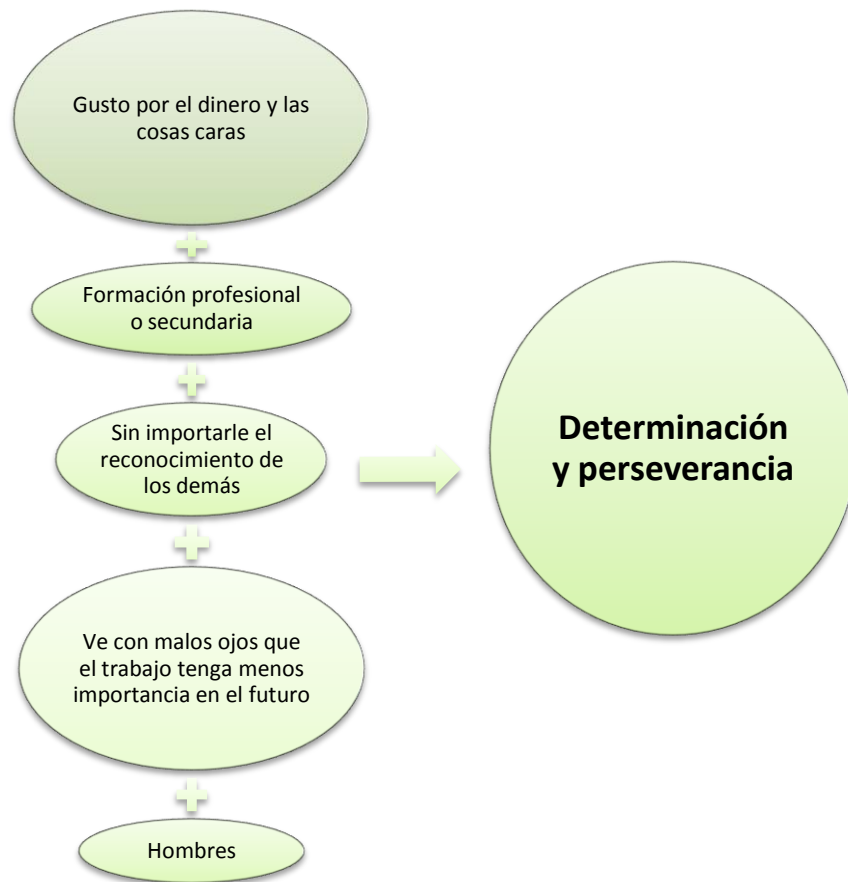 Gusto por el dinero y las
cosas caras
Formación profesional
o secundaria
Sin importarle el
reconocimiento de
los demás
Ve con malos ojos que
el trabajo tenga menos
importancia en el futuro
Hombres
Determinación
y perseverancia